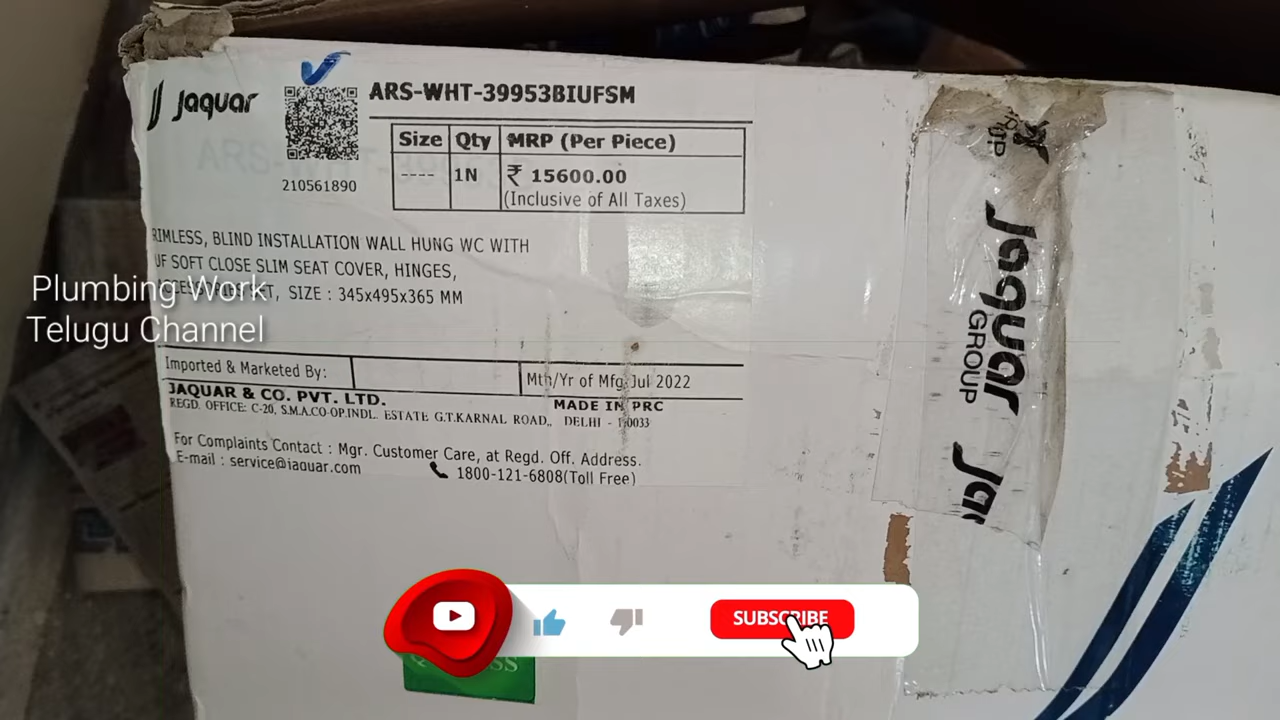 Jaquar
ARS-WHT-39953BIUFSM
210561890
Size Qty MRP (Per Piece)
---- 1N ₹ 15600.00
(Inclusive of All Taxes)
RIMLESS, BLIND INSTALLATION WALL HUNG WC WITH
UF SOFT CLOSE SLIM SEAT COVER, HINGES,
SIZE : 345x495x365 MM
Plumbing Work
Telugu Channel
Imported & Marketed By:
Mth/Yr of Mfg: Jul 2022
JAQUAR & CO. PVT. LTD.
MADE IN PRC
REGD. OFFICE: C-20, S.M.A.CO-OP.INDL. ESTATE G.T.KARNAL ROAD,, DELHI -
For Complaints Contact : Mgr. Customer Care, at Regd. Off. Address.
E-mail : service@jaquar.com
1800-121-6808(Toll Free)
Jaquar
GROUP
Jaq
SUBSCRIBE